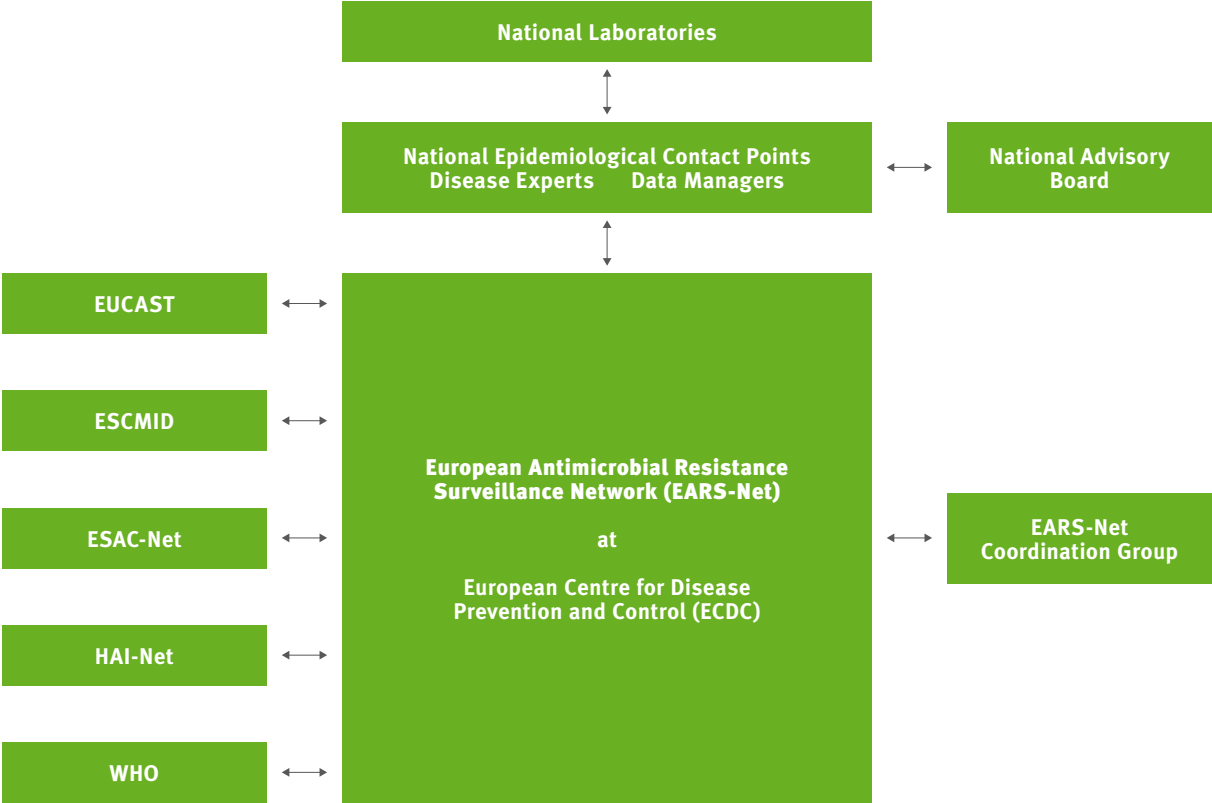 National Laboratories
National Epidemiological Contact Points
Disease Experts Data Managers
National Advisory
Board
EUCAST
ESCMID
ESAC-Net
HAI-Net
WHO
European Antimicrobial Resistance
Surveillance Network (EARS-Net)
at
European Centre for Disease
Prevention and Control (ECDC)
EARS-Net
Coordination Group